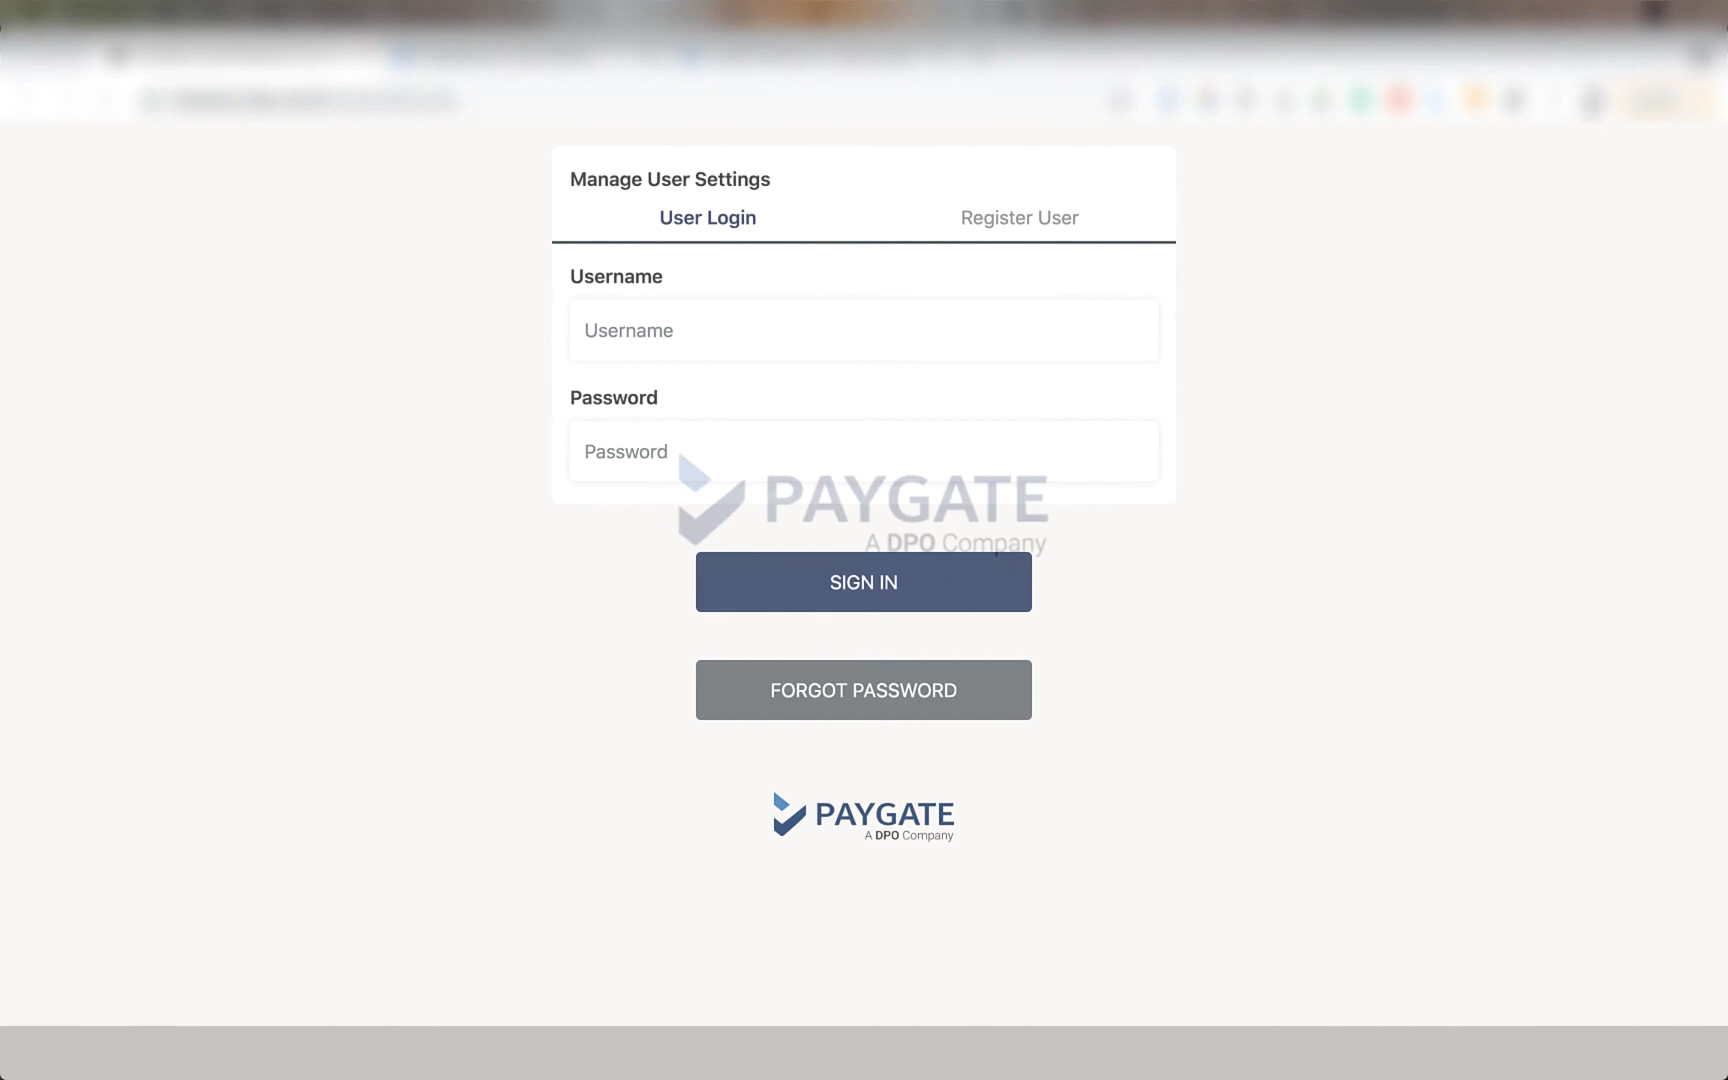 Manage User Settings
User Login
Register User
Username
Username
Password
Password
PAYGATE
A DPO Company
SIGN IN
FORGOT PASSWORD
PAYGATE
A DPO Company